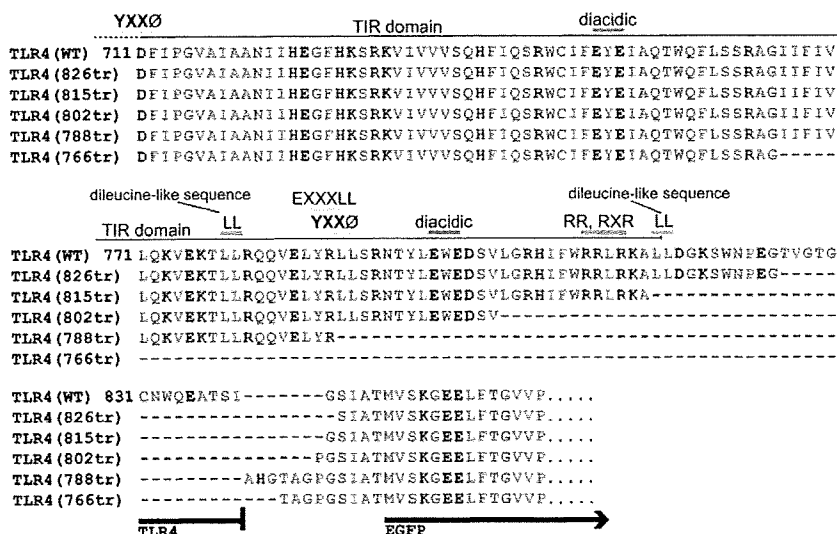 YXXØ TIR domain diacidic
TLR4(WT) 711 DFIPGVAIAANIIHEGFHKSRKVIVVVSQHFIQSRWCIFEYEIAQTWQFLSSRAGIIFIV
TLR4(826tr) DFIPGVAIAANIIHEGFHKSRKVIVVVSQHFIQSRWCIFEYEIAQTWQFLSSRAGIIFIV
TLR4(815tr) DFIPGVAIAANIIHEGFHKSRKVIVVVSQHFIQSRWCIFEYEIAQTWQFLSSRAGIIFIV
TLR4(802tr) DFIPGVAIAANIIHEGFHKSRKVIVVVSQHFIQSRWCIFEYEIAQTWQFLSSRAGIIFIV
TLR4(788tr) DFIPGVAIAANIIHEGFHKSRKVIVVVSQHFIQSRWCIFEYEIAQTWQFLSSRAGIIFIV
TLR4(766tr) DFIPGVAIAANIIHEGFHKSRKVIVVVSQHFIQSRWCIFEYEIAQTWQFLSSRAG-----
dileucine-like sequence EXXXLL dileucine-like sequence
TIR domain LL YXXØ diacidic RR, RXR LL
TLR4(WT) 771 LQKVEKTLLRQQVELYRLLSRNTYLEWEDSVLGRHIFWRRLRKALLDGKSWNPEGTVGTG
TLR4(826tr) LQKVEKTLLRQQVELYRLLSRNTYLEWEDSVLGRHIFWRRLRKALLDGKSWNPEG-----
TLR4(815tr) LQKVEKTLLRQQVELYRLLSRNTYLEWEDSVLGRHIFWRRLRKA----------------
TLR4(802tr) LQKVEKTLLRQQVELYRLLSRNTYLEWEDSV-----------------------------
TLR4(788tr) LQKVEKTLLRQQVELYR-------------------------------------------
TLR4(766tr) ------------------------------------------------------------
TLR4(WT) 831 CNWQEATSI-------GSIATMVSKGEELFTGVVP.....
TLR4(826tr) -----------------SIATMVSKGEELFTGVVP.....
TLR4(815tr) ----------------GSIATMVSKGEELFTGVVP.....
TLR4(802tr) ---------------PGSIATMVSKGEELFTGVVP.....
TLR4(788tr) ---------AHGTAGPGSIATMVSKGEELFTGVVP.....
TLR4(766tr) ------------TAGPGSIATMVSKGEELFTGVVP.....
TLR4 EGFP